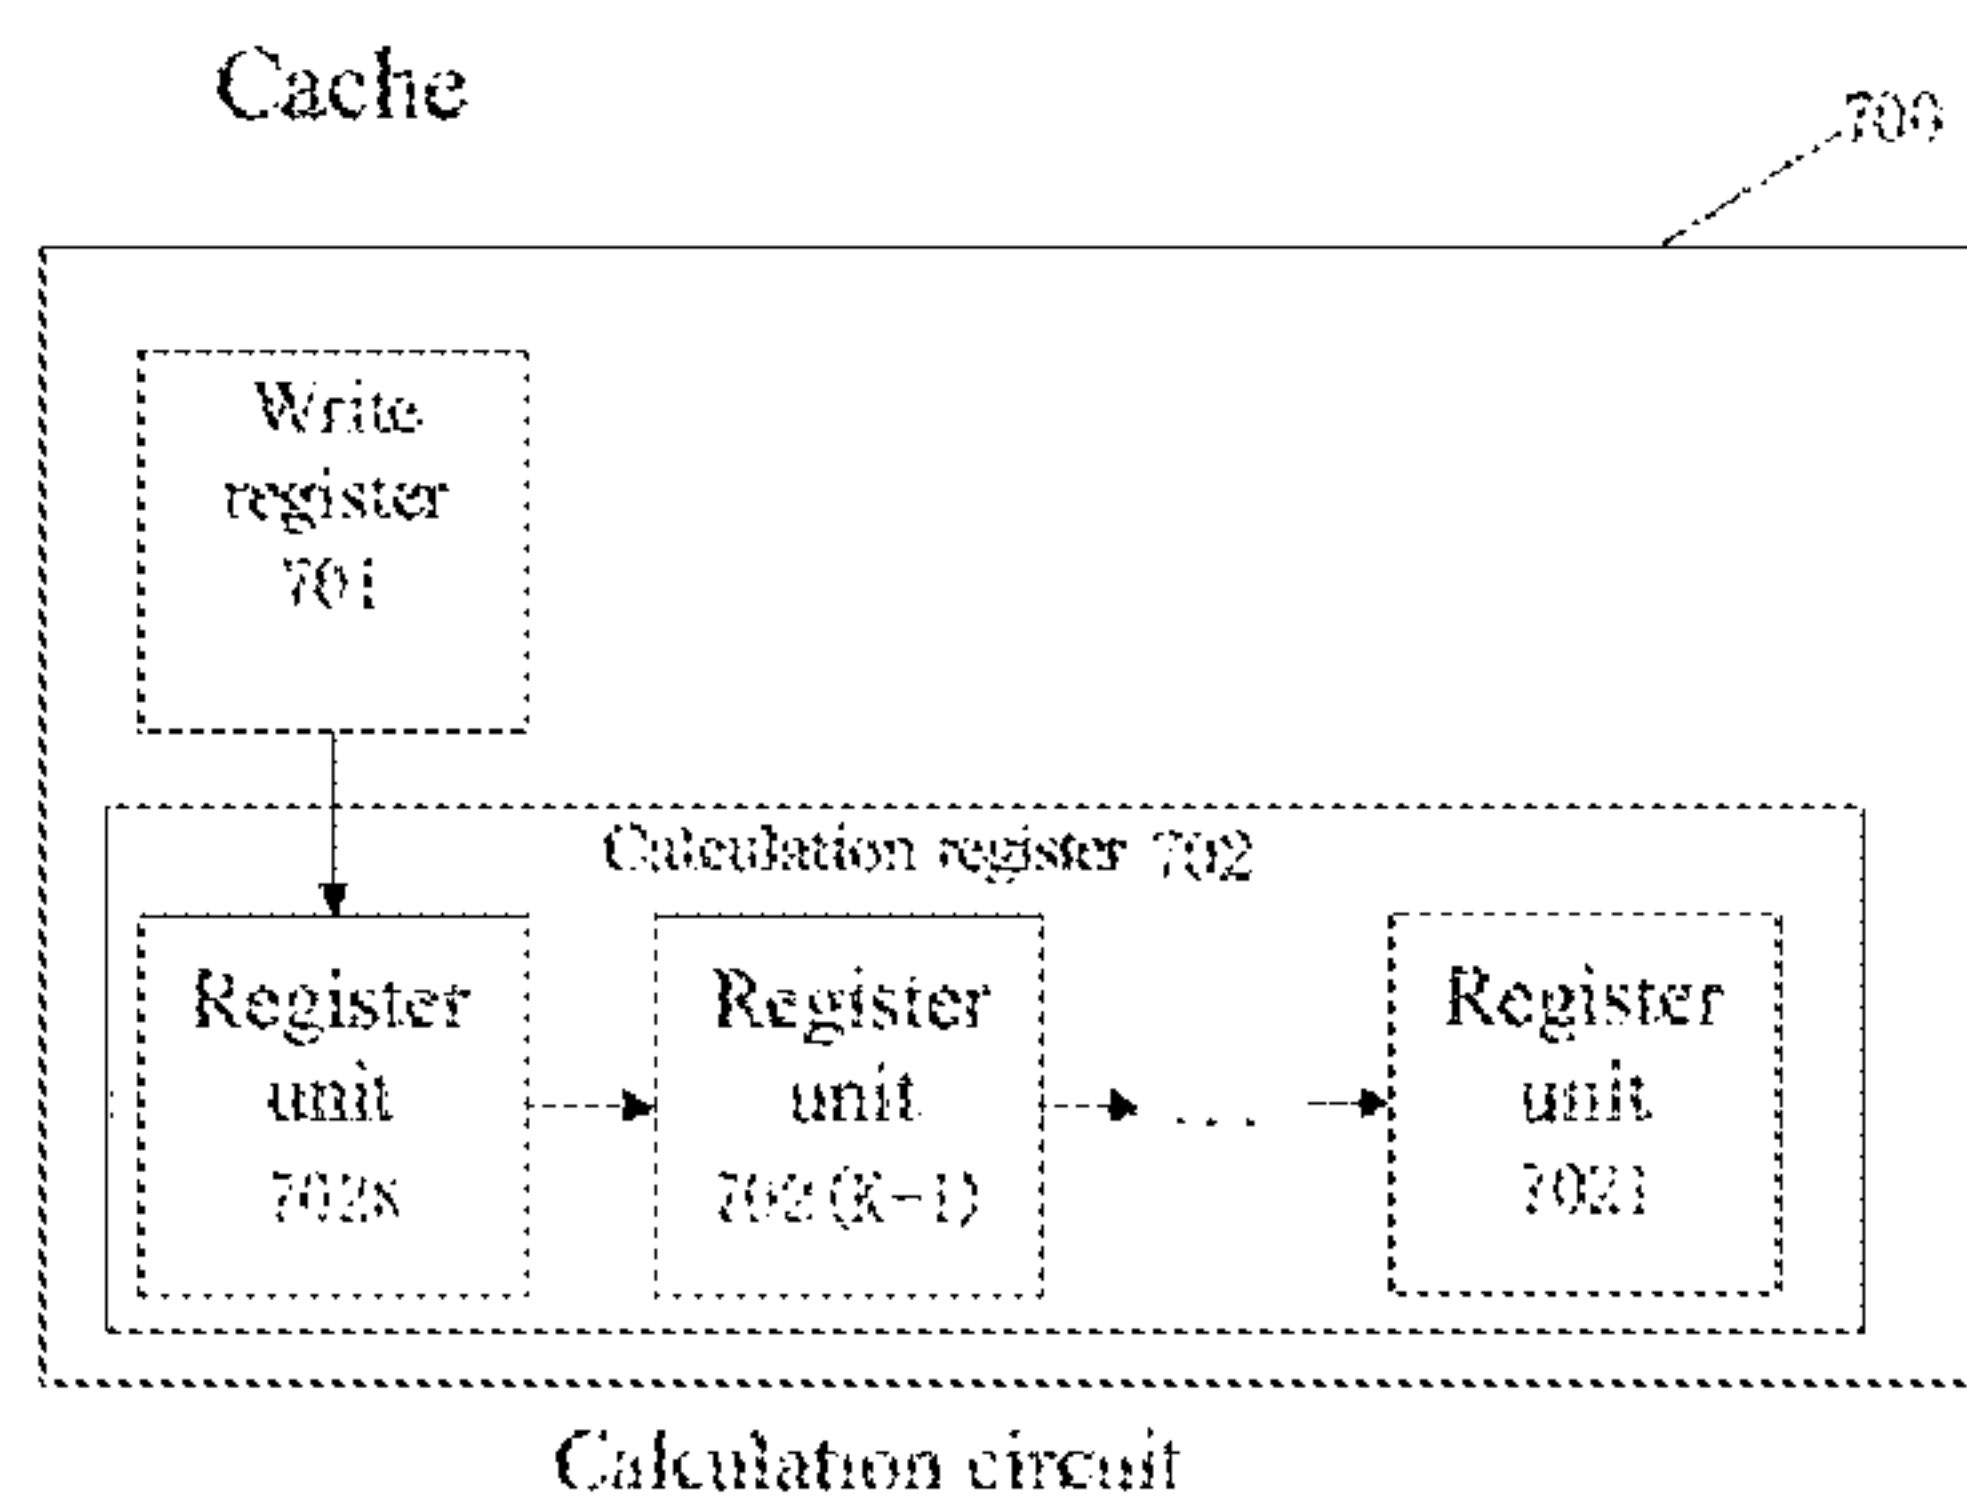 Cache
700
Write
register
701
Calculation register 702
Register
unit
702K
Register
unit
702(K-1)
...
Register
unit
7021
Calculation circuit